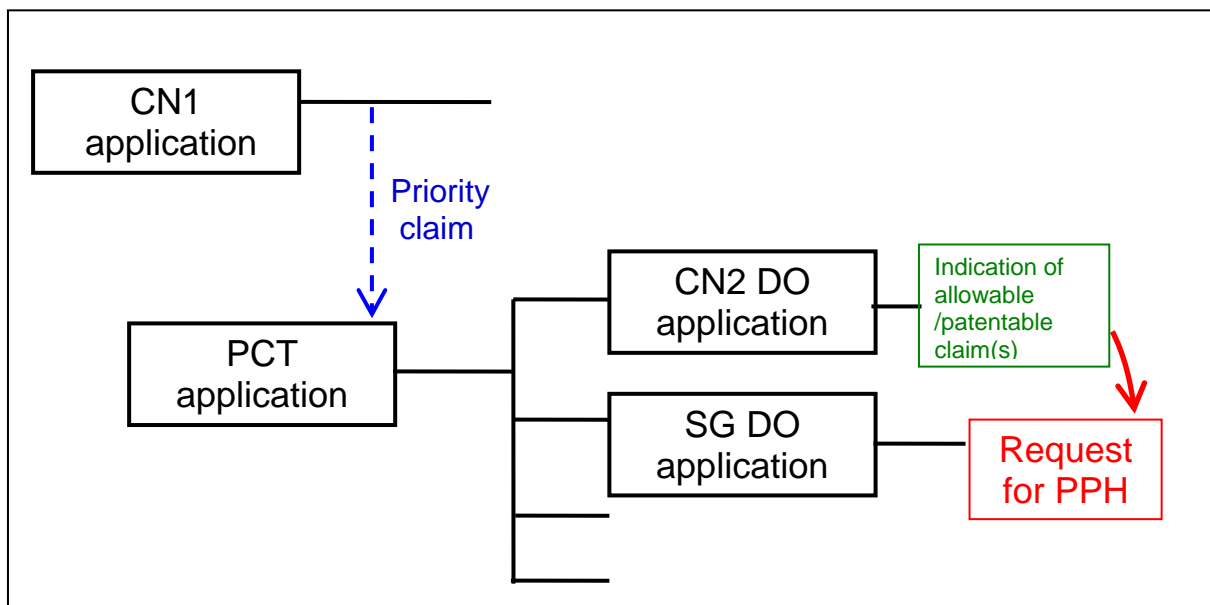 CN1
application
Priority
claim
PCT
application
CN2 DO
application
Indication of
allowable
/patentable
claim(s)
SG DO
application
Request
for PPH